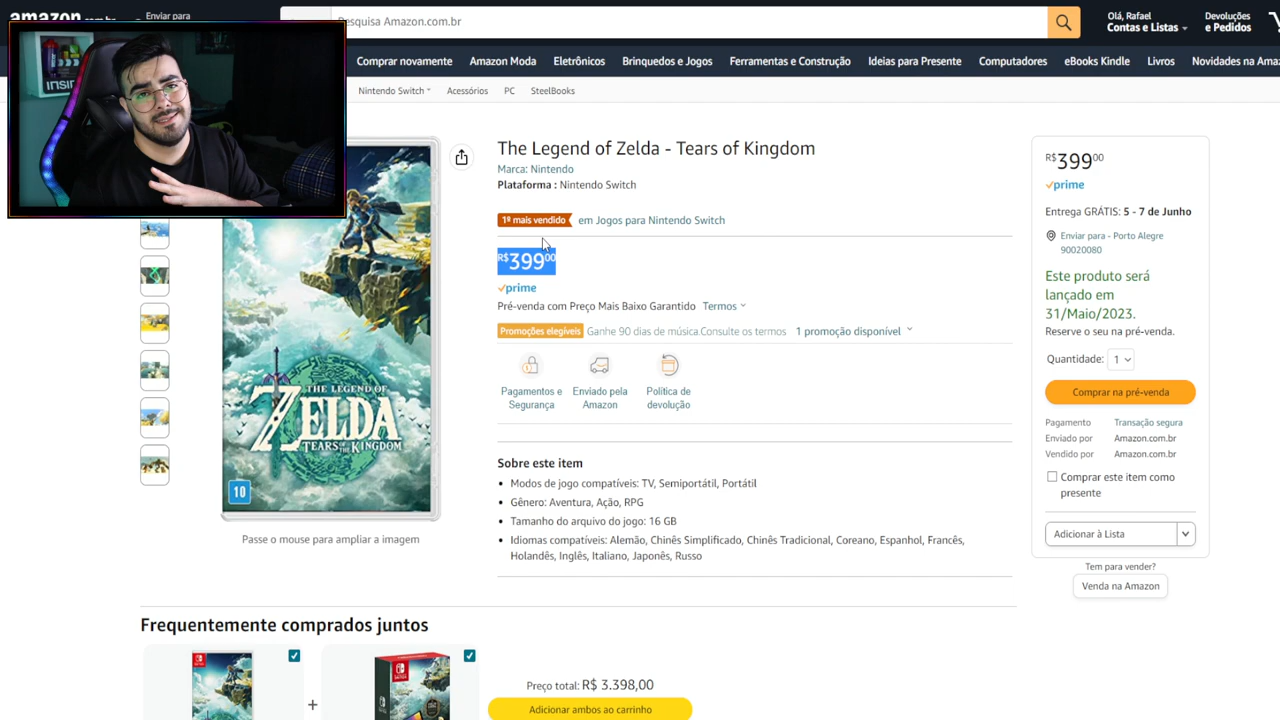 amazon.com.br
Enviar para
Pesquisa Amazon.com.br
Olá, Rafael
Contas e Listas
Devoluções
e Pedidos
Comprar novamente
Amazon Moda
Eletrônicos
Brinquedos e Jogos
Ferramentas e Construção
Ideias para Presente
Computadores
eBooks Kindle
Livros
Novidades na Ama
Nintendo Switch
Acessórios
PC
SteelBooks
The Legend of Zelda - Tears of Kingdom
Marca: Nintendo
Plataforma : Nintendo Switch
1º mais vendido em Jogos para Nintendo Switch
R$39900
prime
Pré-venda com Preço Mais Baixo Garantido Termos
Promoções elegíveis Ganhe 90 dias de música.Consulte os termos 1 promoção disponível
Pagamentos e
Segurança
Enviado pela
Amazon
Política de
devolução
Sobre este item
• Modos de jogo compatíveis: TV, Semiportátil, Portátil
• Gênero: Aventura, Ação, RPG
• Tamanho do arquivo do jogo: 16 GB
• Idiomas compatíveis: Alemão, Chinês Simplificado, Chinês Tradicional, Coreano, Espanhol, Francês,
Holandês, Inglês, Italiano, Japonês, Russo
THE LEGEND OF
ZELDA
TEARS OF THE KINGDOM
10
Passe o mouse para ampliar a imagem
R$39900
prime
Entrega GRÁTIS: 5 - 7 de Junho
Enviar para - Porto Alegre
90020080
Este produto será
lançado em
31/Maio/2023.
Reserve o seu na pré-venda.
Quantidade: 1
Comprar na pré-venda
Pagamento Transação segura
Enviado por Amazon.com.br
Vendido por Amazon.com.br
Comprar este item como
presente
Adicionar à Lista
Tem para vender?
Venda na Amazon
Frequentemente comprados juntos
+
Preço total: R$ 3.398,00
Adicionar ambos ao carrinho